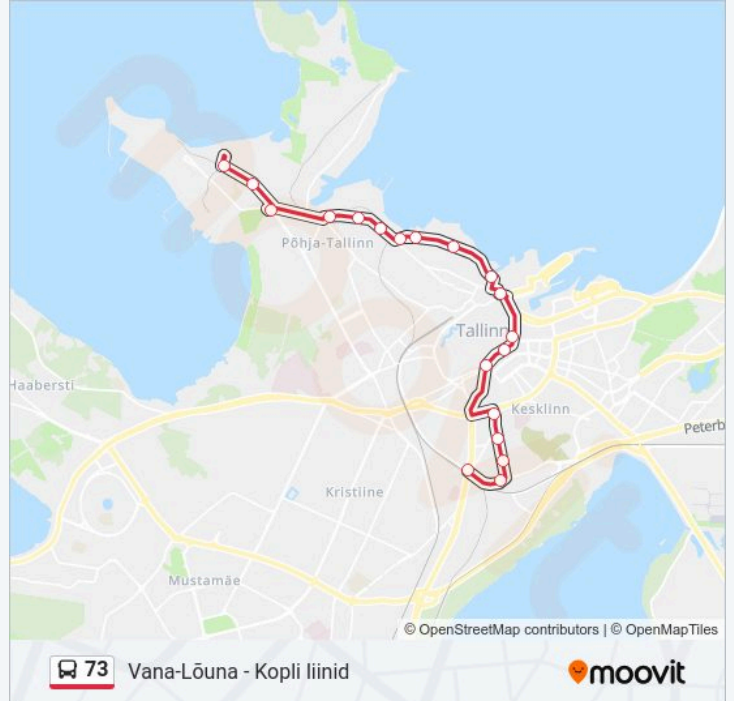 Põhja-Tallinn
Tallinn
Haabersti
Kesklinn
Peterb
Kristiine
Mustamäe
© OpenStreetMap contributors | © OpenMapTiles
73 Vana-Lõuna - Kopli liinid
moovit